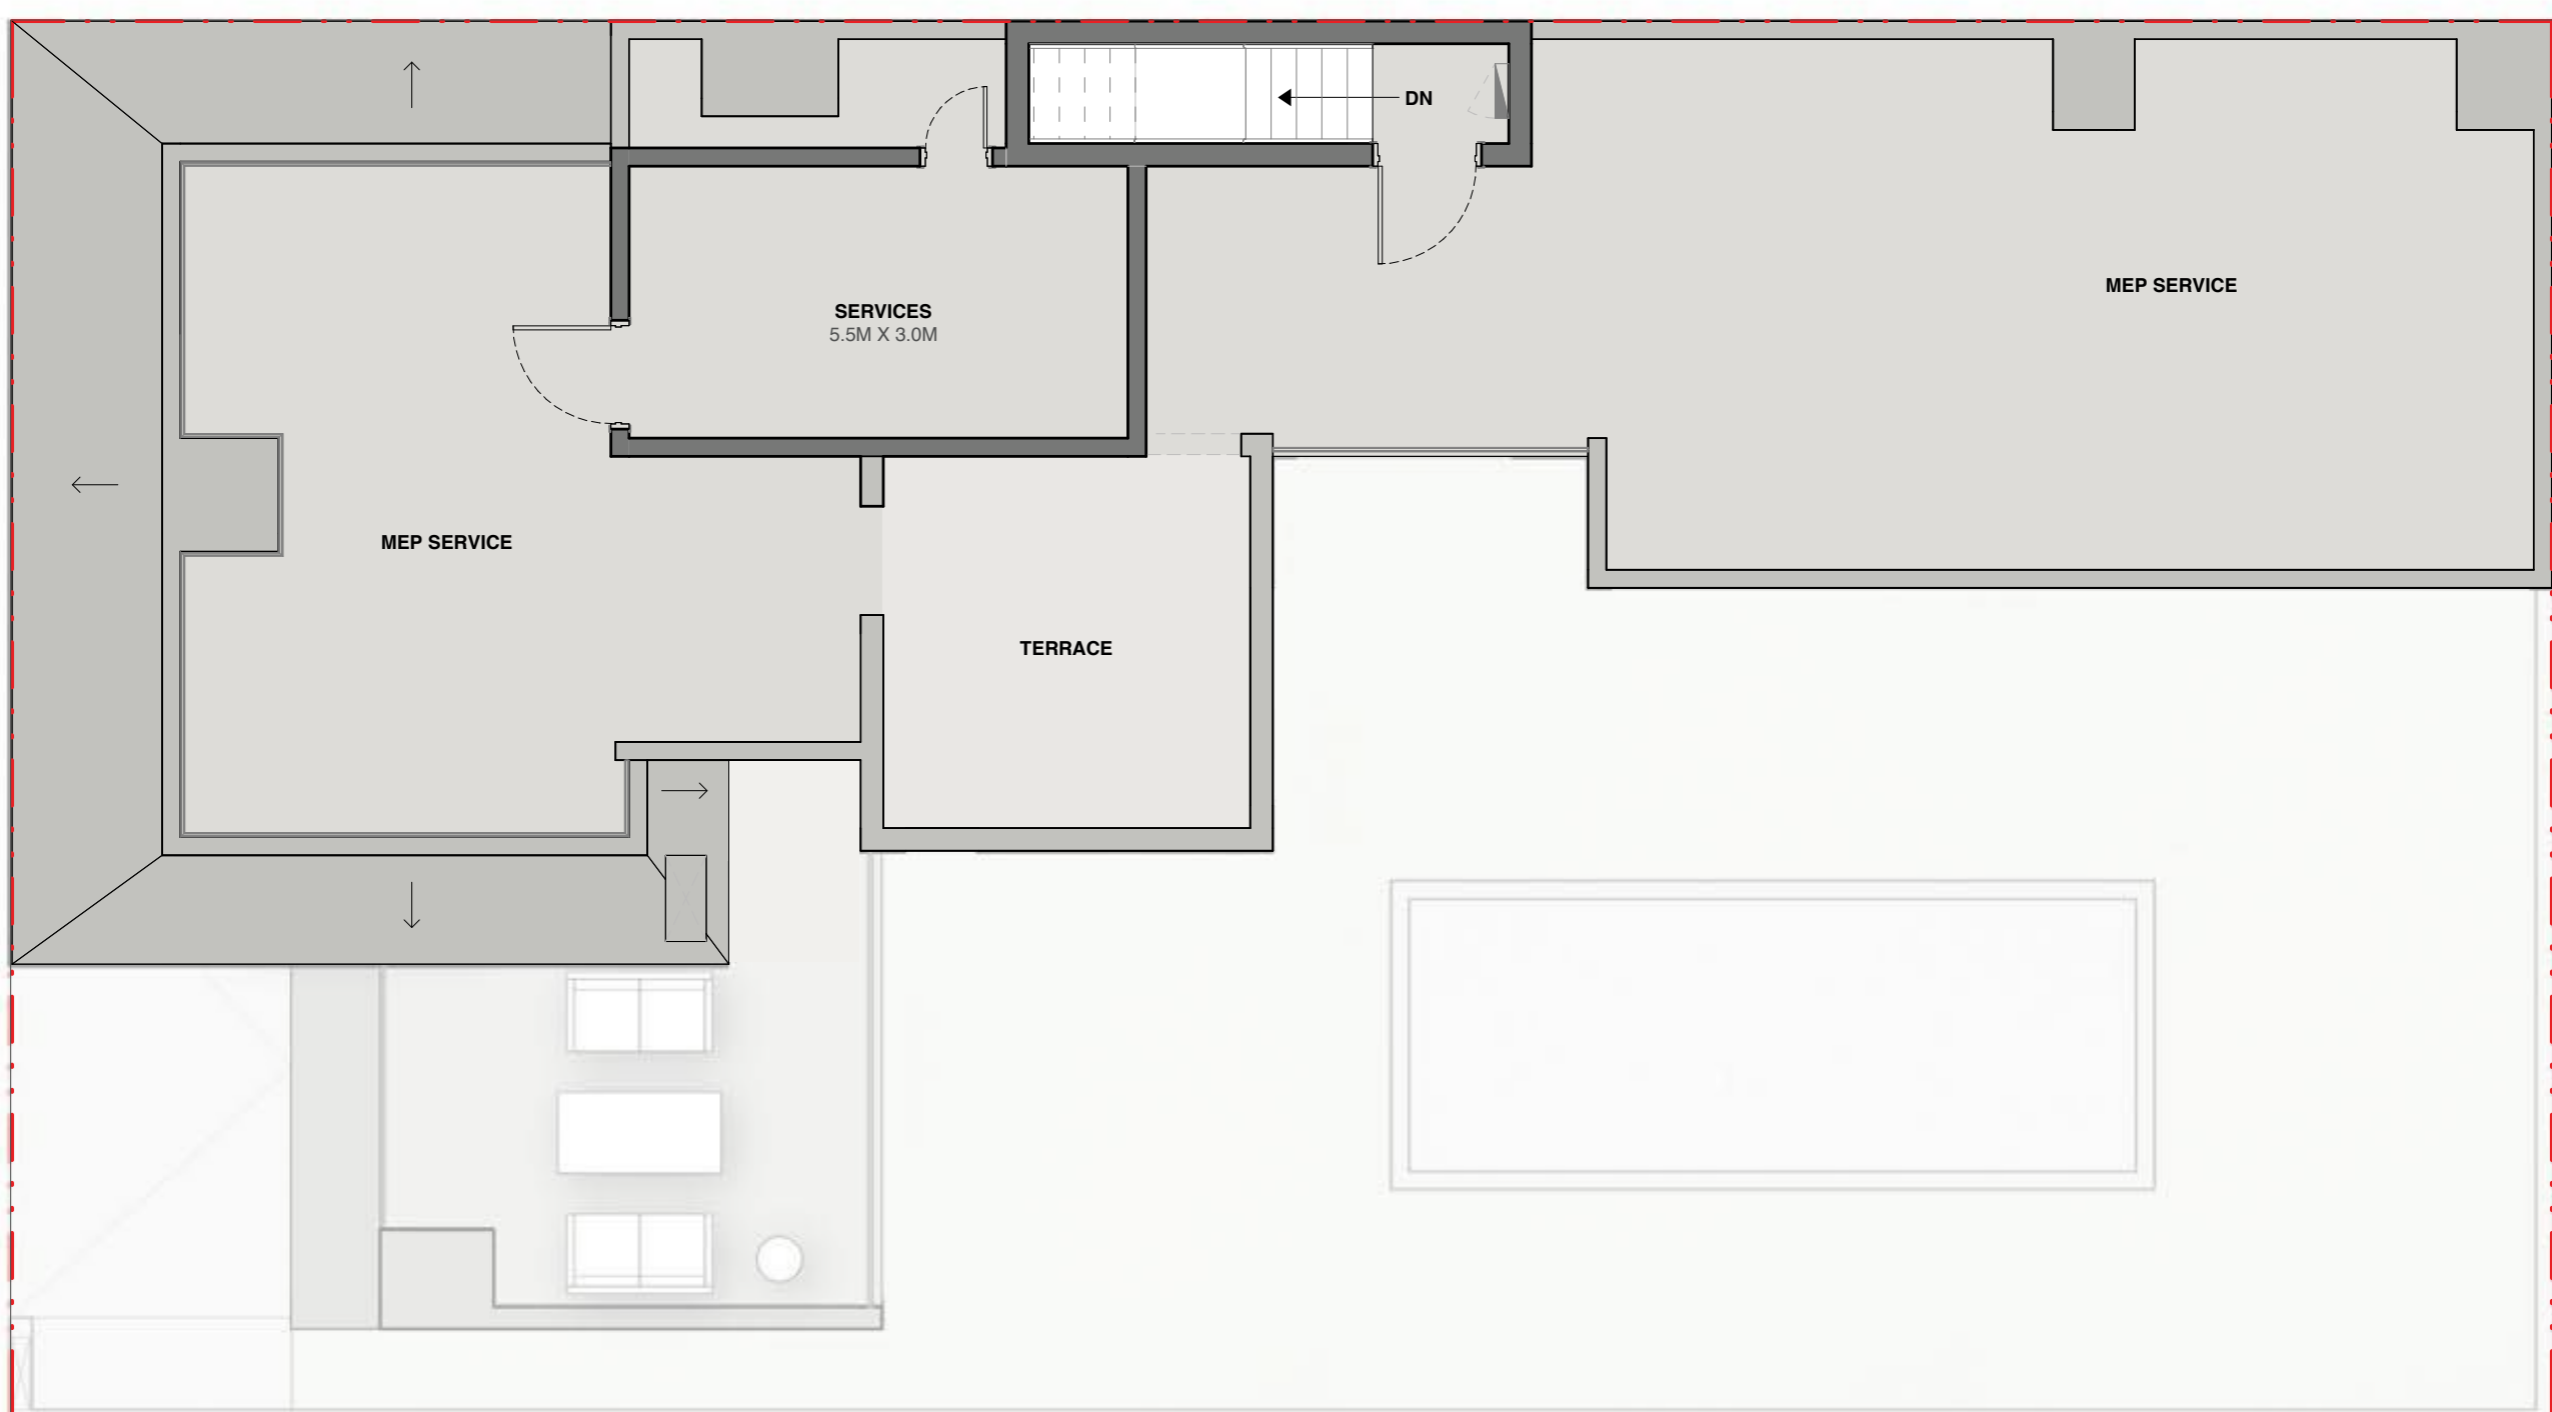 DN
MEP SERVICE
SERVICES
5.5M X 3.0M
MEP SERVICE
TERRACE